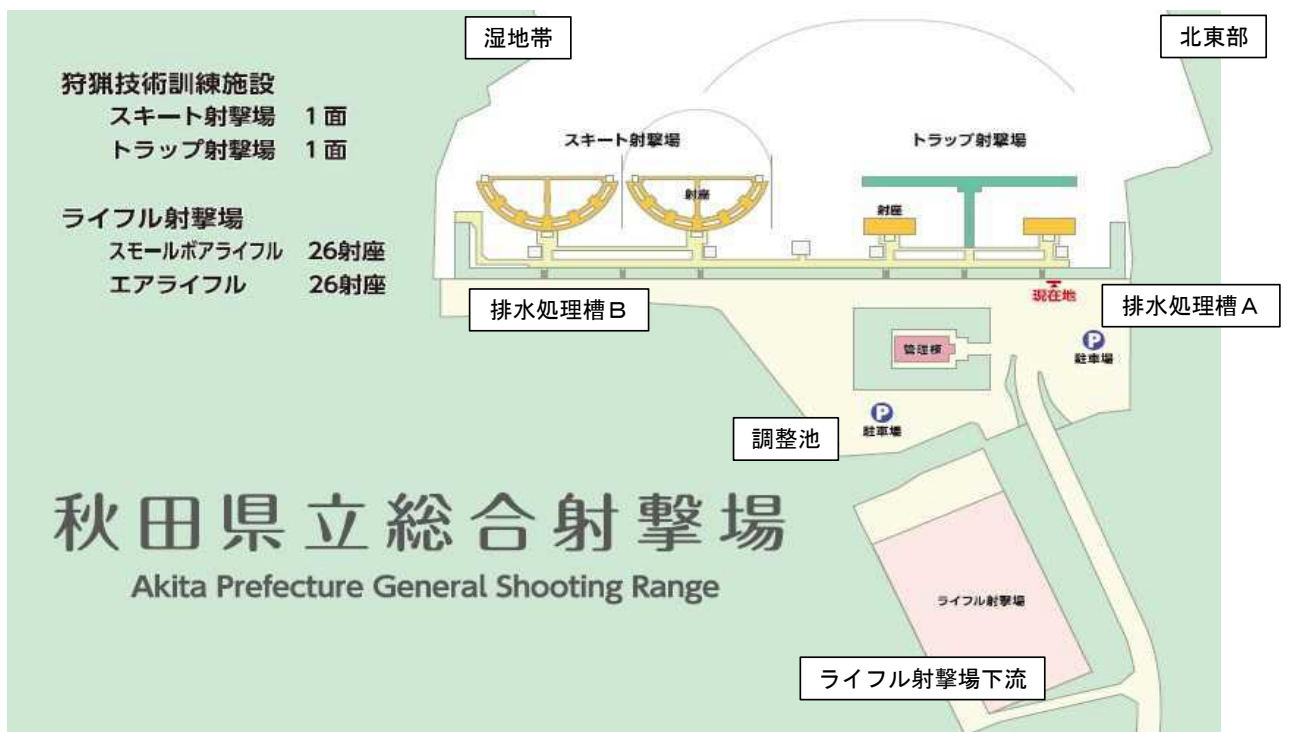 湿地帯
北東部
狩猟技術訓練施設
スキート射撃場 1面
トラップ射撃場 1面
ライフル射撃場
スモールボアライフル 26射座
エアライフル 26射座
スキート射撃場
トラップ射撃場
射座
射座
現在地
排水処理槽B
排水処理槽A
管理棟
P
駐車場
P
駐車場
調整池
秋田県立総合射撃場
Akita Prefecture General Shooting Range
ライフル射撃場
ライフル射撃場下流